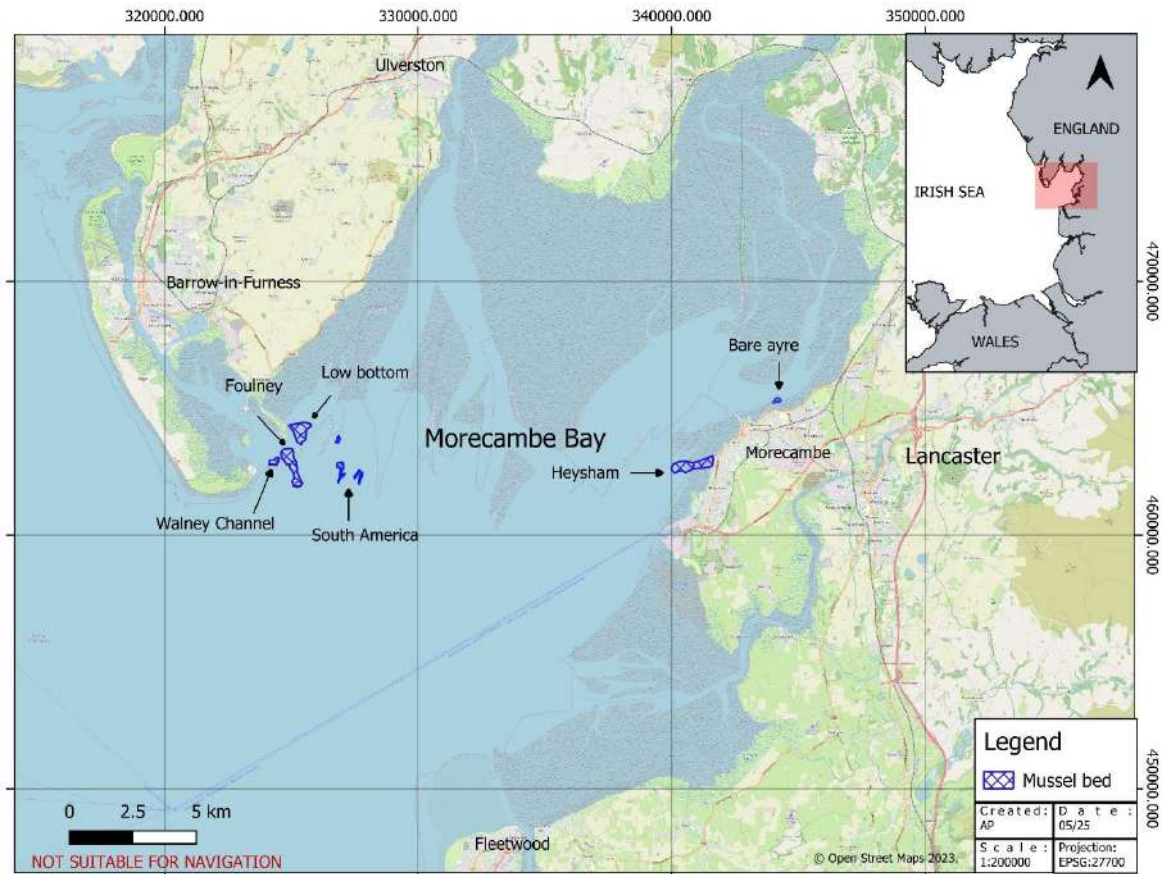 320000.000
330000.000
340000.000
350000.000
Ulverston
ENGLAND
IRISH SEA
WALES
470000.000
Barrow-in-Furness
Bare ayre
Low bottom
Foulney
Morecambe Bay
Morecambe
Lancaster
Heysham
Walney Channel
South America
460000.000
Legend
Mussel bed
450000.000
0 2.5 5 km
Created: AP
Date: 05/25
Fleetwood
NOT SUITABLE FOR NAVIGATION
© Open Street Maps 2023.
Scale: 1:200000
Projection: EPSG:27700